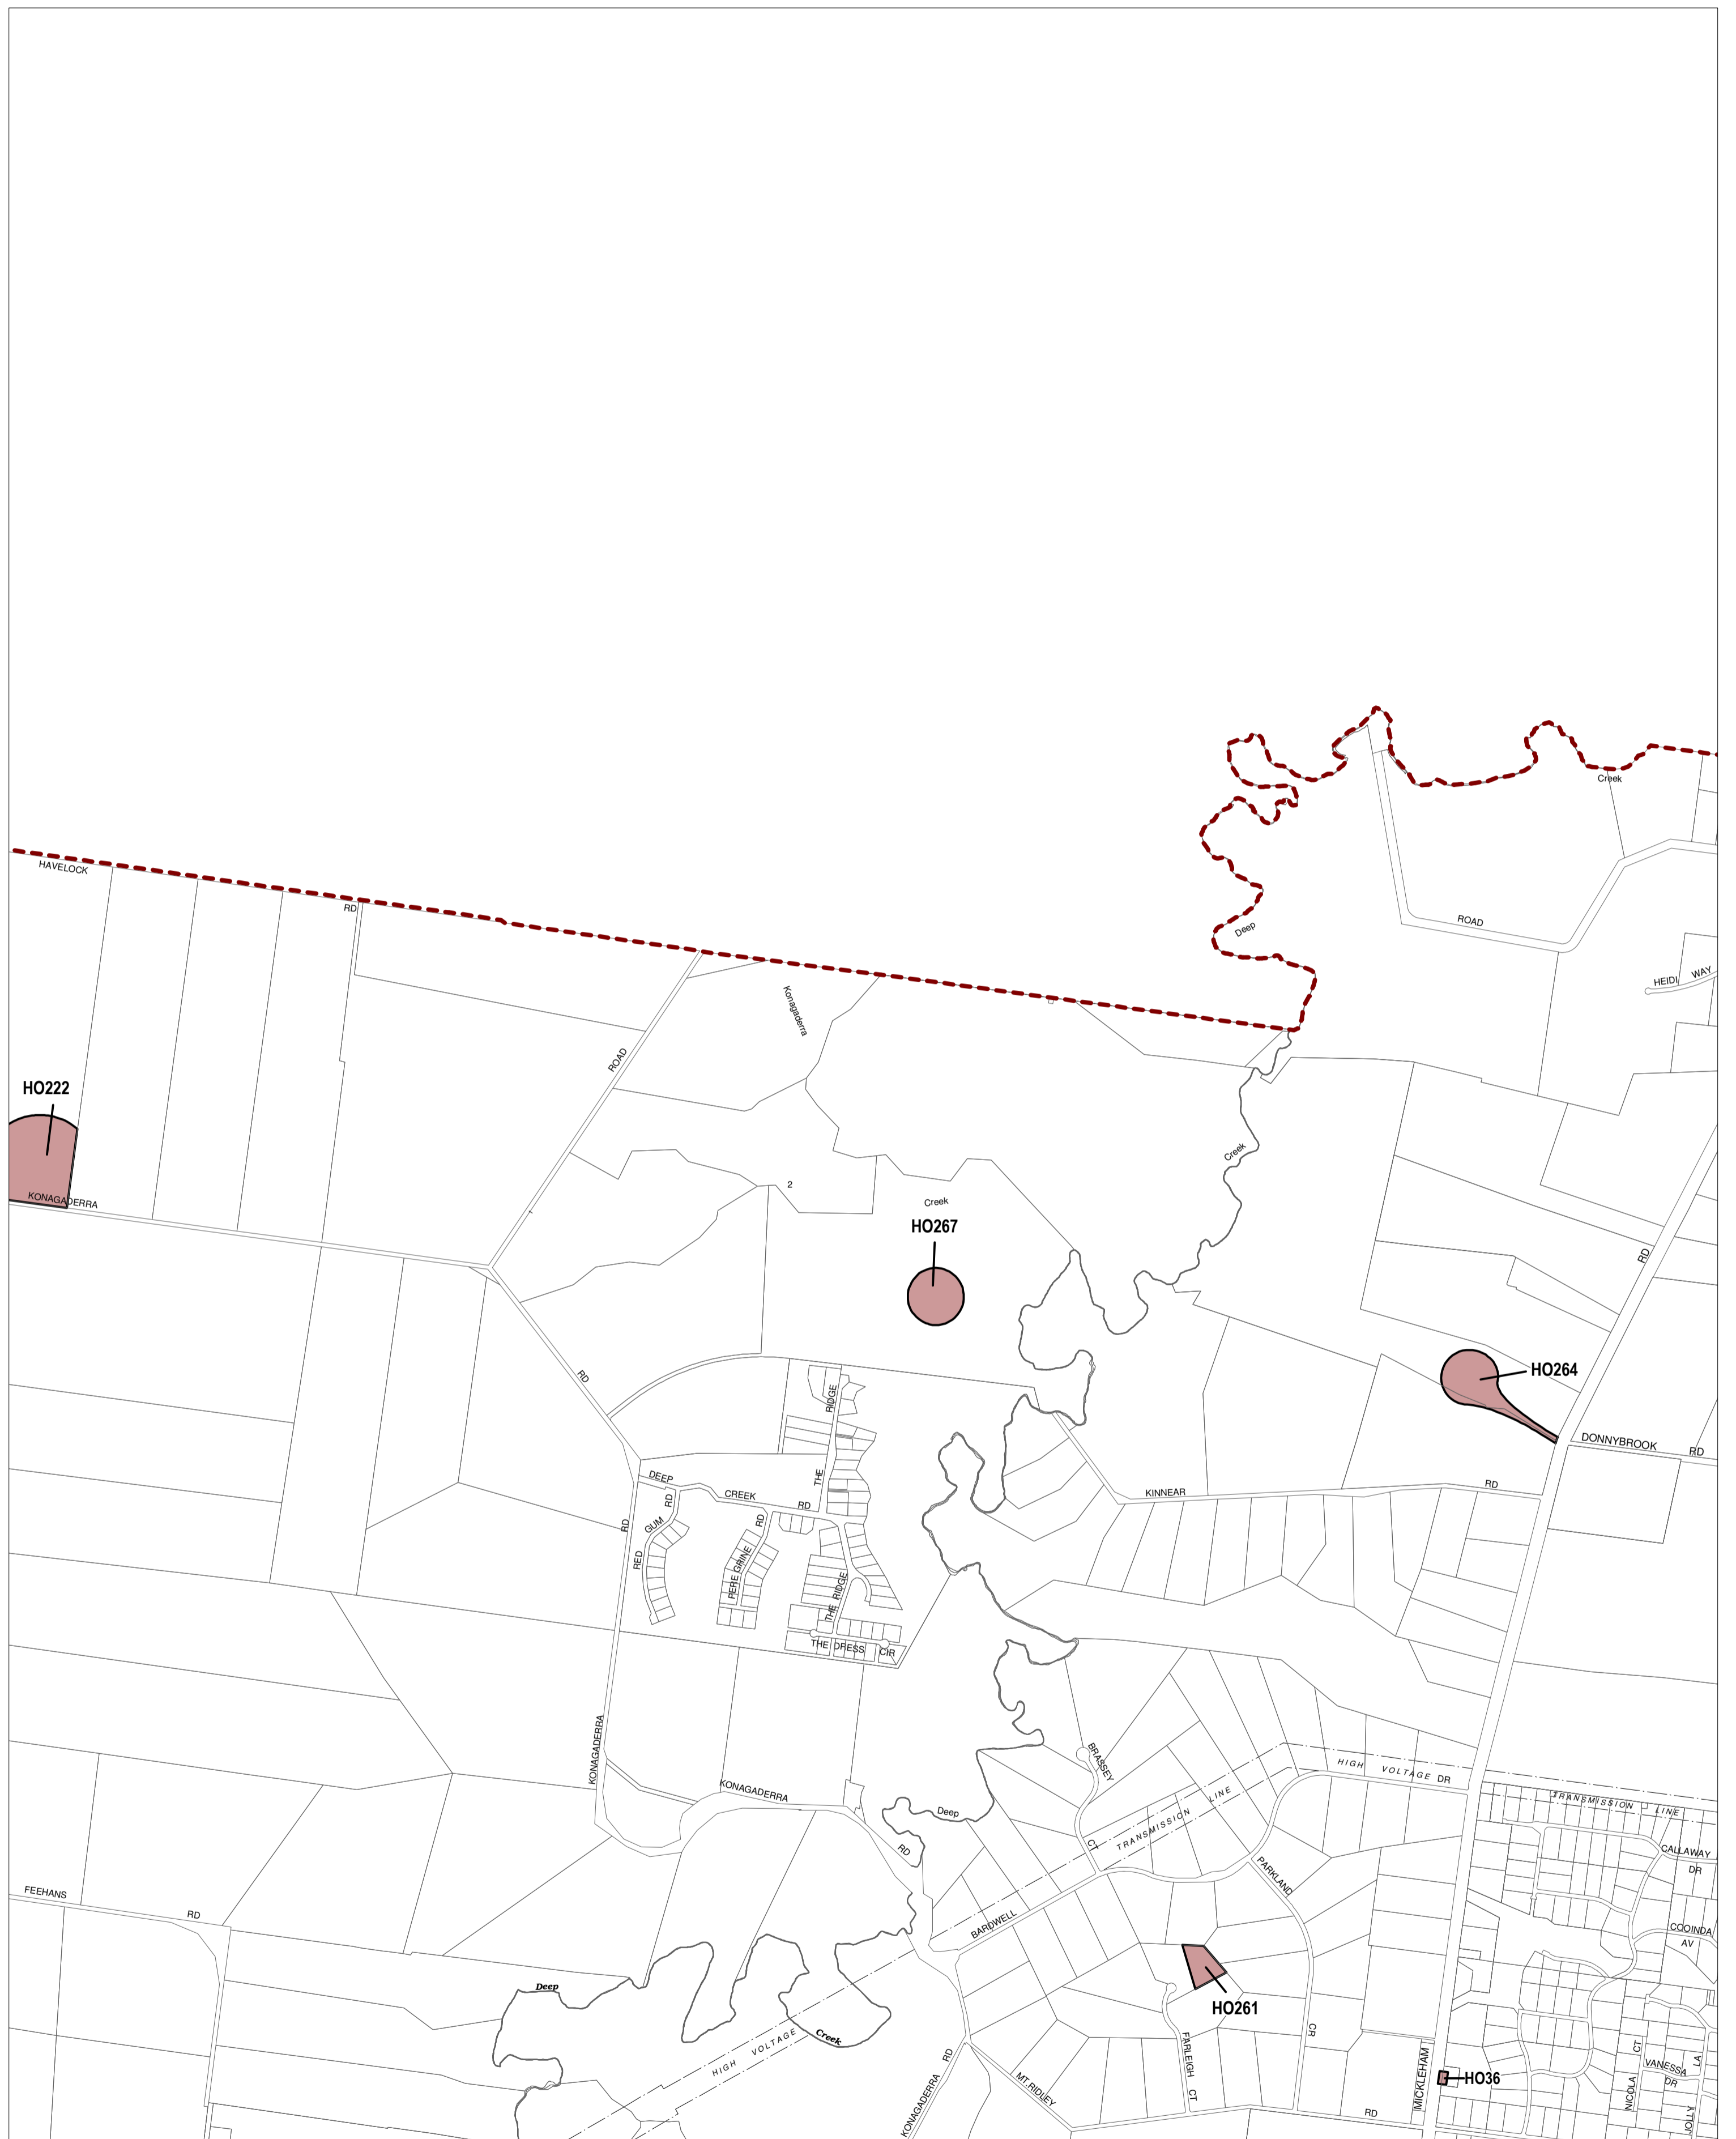 Creek
HAVELOCK
RD
ROAD
Deep
HEIDI WAY
Konagaderra
ROAD
HO222
Creek
2
KONAGADERRA
Creek
HO267
RD
HO264
RD
RIDGE
DONNYBROOK RD
DEEP
CREEK
RD
THE
RD
KINNEAR
RD
RD
GUM
RD
RED
PERE GRINE
THE RIDGE
THE DRESS CIR
KONAGADERRA
BRASSEY
HIGH VOLTAGE DR
KONAGADERRA
Deep
TRANSMISSION LINE
TRANSMISSION LINE
CT
RD
CALLAWAY
DR
PARKLAND
FEEHANS
RD
BARDWELL
COOINDA
AV
Deep
HO261
Creek
HIGH VOLTAGE
CR
FARLEIGH CT
RD
KONAGADERRA
MT RIDLEY
RD
MICKLEHAM
HO36
CT
NICOLA
VANESSA
DR
LA
JOLLY